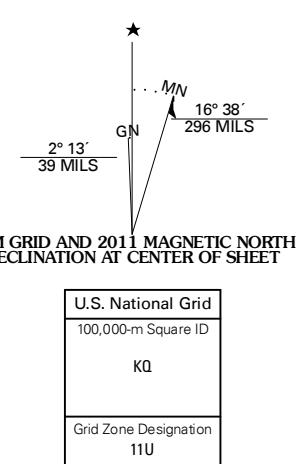 MN
GN
16° 38´
296 MILS
2° 13´
39 MILS
M GRID AND 2011 MAGNETIC NORTH
ECLINATION AT CENTER OF SHEET
U.S. National Grid
100,000-m Square ID
KQ
Grid Zone Designation
11U